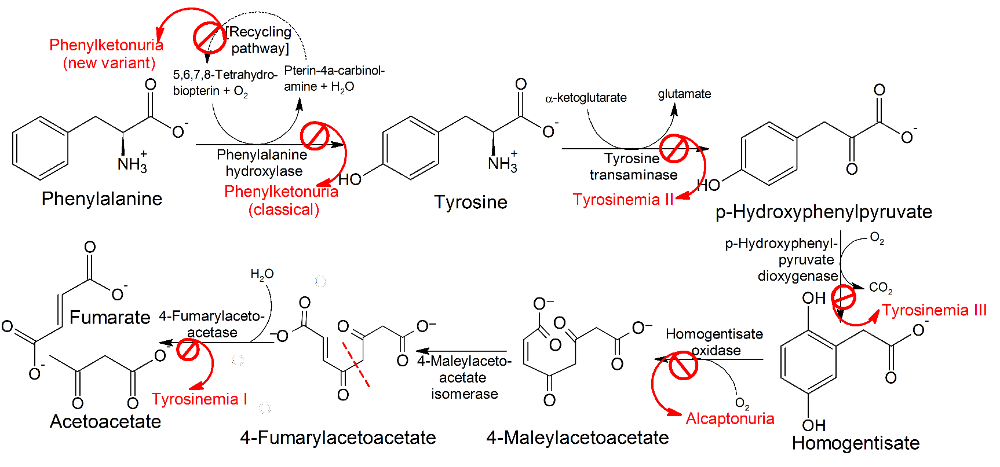 [Recycling
pathway]
Phenylketonuria
(new variant)
5,6,7,8-Tetrahydro-
biopterin + O2
Pterin-4a-carbinol-
amine + H2O
O
O-
NH3+
Phenylalanine
Phenylalanine
hydroxylase
Phenylketonuria
(classical)
O
O-
NH3+
HO
Tyrosine
α-ketoglutarate
glutamate
Tyrosine
transaminase
Tyrosinemia II
O
O-
O
HO
p-Hydroxyphenylpyruvate
p-Hydroxyphenyl-
pyruvate
dioxygenase
O2
CO2
Tyrosinemia III
OH
O-
O
OH
Homogentisate
Homogentisate
oxidase
O2
Alcaptonuria
O–
O
O
O–
O
O
4-Maleylacetoacetate
4-Maleylaceto-
acetate
isomerase
O
–O
O
O–
O
O
4-Fumarylacetoacetate
H2O
4-Fumarylaceto-
acetase
Tyrosinemia I
O
O-
Fumarate
O
O-
O-
O
O
Acetoacetate